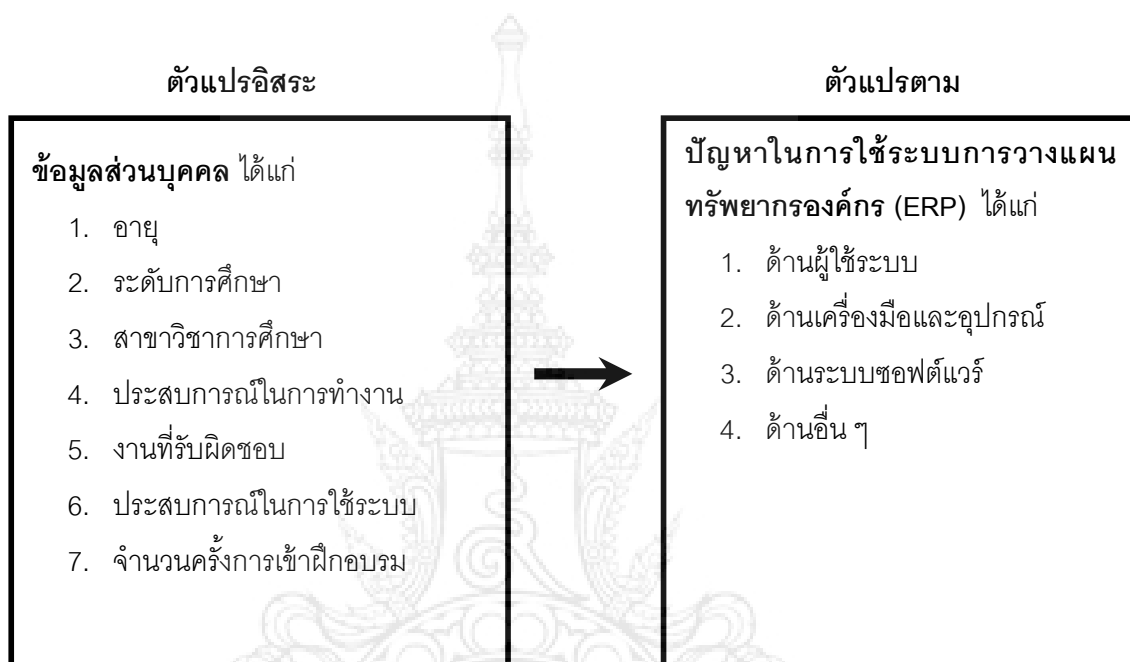 ตัวแปรอิสระ
ข้อมูลส่วนบุคคล ได้แก่
1. อายุ
2. ระดับการศึกษา
3. สาขาวิชาการศึกษา
4. ประสบการณ์ในการทำงาน
5. งานที่รับผิดชอบ
6. ประสบการณ์ในการใช้ระบบ
7. จำนวนครั้งการเข้าฝึกอบรม
ตัวแปรตาม
ปัญหาในการใช้ระบบการวางแผน
ทรัพยากรองค์กร (ERP) ได้แก่
1. ด้านผู้ใช้ระบบ
2. ด้านเครื่องมือและอุปกรณ์
3. ด้านระบบซอฟต์แวร์
4. ด้านอื่น ๆ